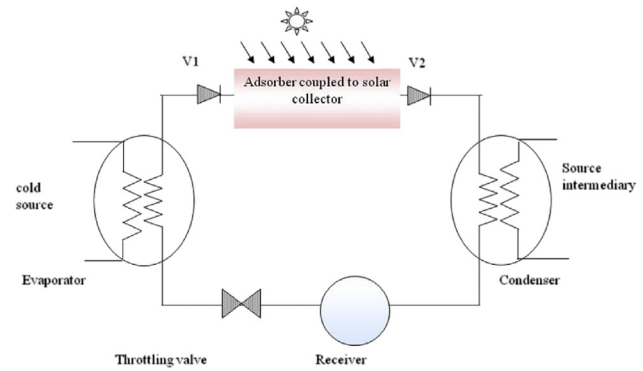 V1
V2
Adsorber coupled to solar
collector
cold
source
Source
intermediary
Evaporator
Condenser
Throttling valve
Receiver